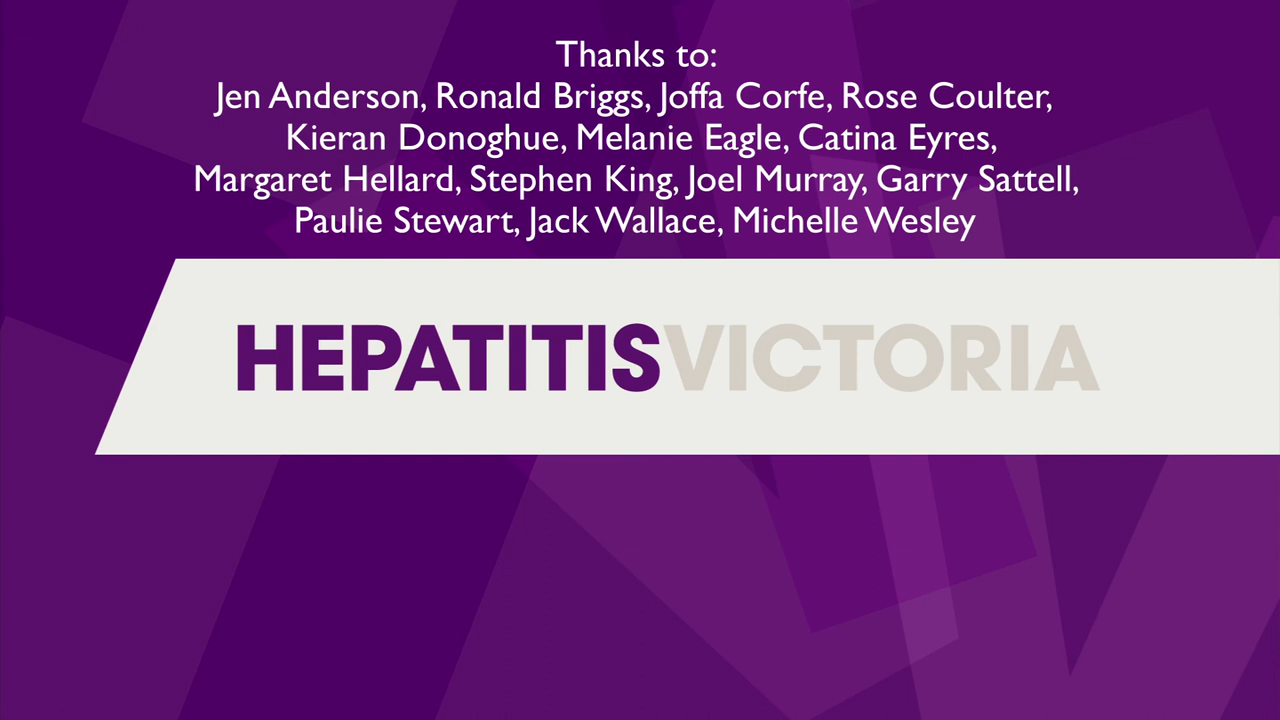 Thanks to:
Jen Anderson, Ronald Briggs, Joffa Corfe, Rose Coulter,
Kieran Donoghue, Melanie Eagle, Catina Eyres,
Margaret Hellard, Stephen King, Joel Murray, Garry Sattell,
Paulie Stewart, Jack Wallace, Michelle Wesley
HEPATITISVICTORIA